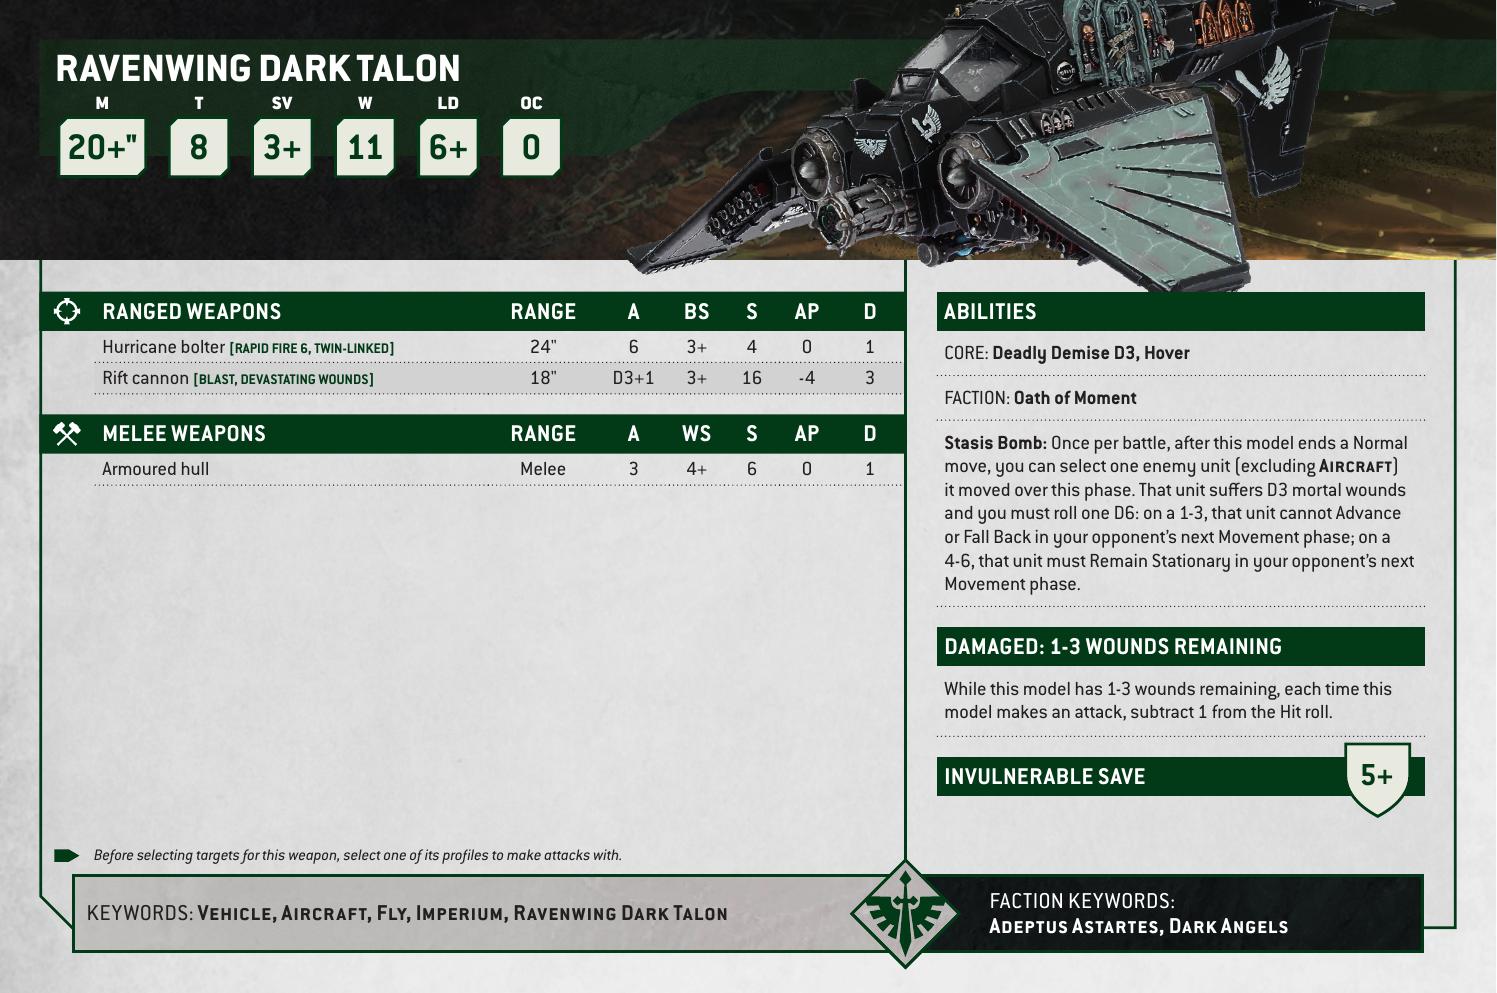 RAVENWING DARK TALON
M T SV W LD OC
20+" 8 3+ 11 6+ 0
RANGED WEAPONS RANGE A BS S AP D
Hurricane bolter [RAPID FIRE 6, TWIN-LINKED] 24" 6 3+ 4 0 1
Rift cannon [BLAST, DEVASTATING WOUNDS] 18" D3+1 3+ 16 -4 3
MELEE WEAPONS RANGE A WS S AP D
Armoured hull Melee 3 4+ 6 0 1
Before selecting targets for this weapon, select one of its profiles to make attacks with.
ABILITIES
CORE: Deadly Demise D3, Hover
FACTION: Oath of Moment
Stasis Bomb: Once per battle, after this model ends a Normal
move, you can select one enemy unit (excluding AIRCRAFT)
it moved over this phase. That unit suffers D3 mortal wounds
and you must roll one D6: on a 1-3, that unit cannot Advance
or Fall Back in your opponent's next Movement phase; on a
4-6, that unit must Remain Stationary in your opponent's next
Movement phase.
DAMAGED: 1-3 WOUNDS REMAINING
While this model has 1-3 wounds remaining, each time this
model makes an attack, subtract 1 from the Hit roll.
INVULNERABLE SAVE 5+
KEYWORDS: VEHICLE, AIRCRAFT, FLY, IMPERIUM, RAVENWING DARK TALON
FACTION KEYWORDS:
ADEPTUS ASTARTES, DARK ANGELS